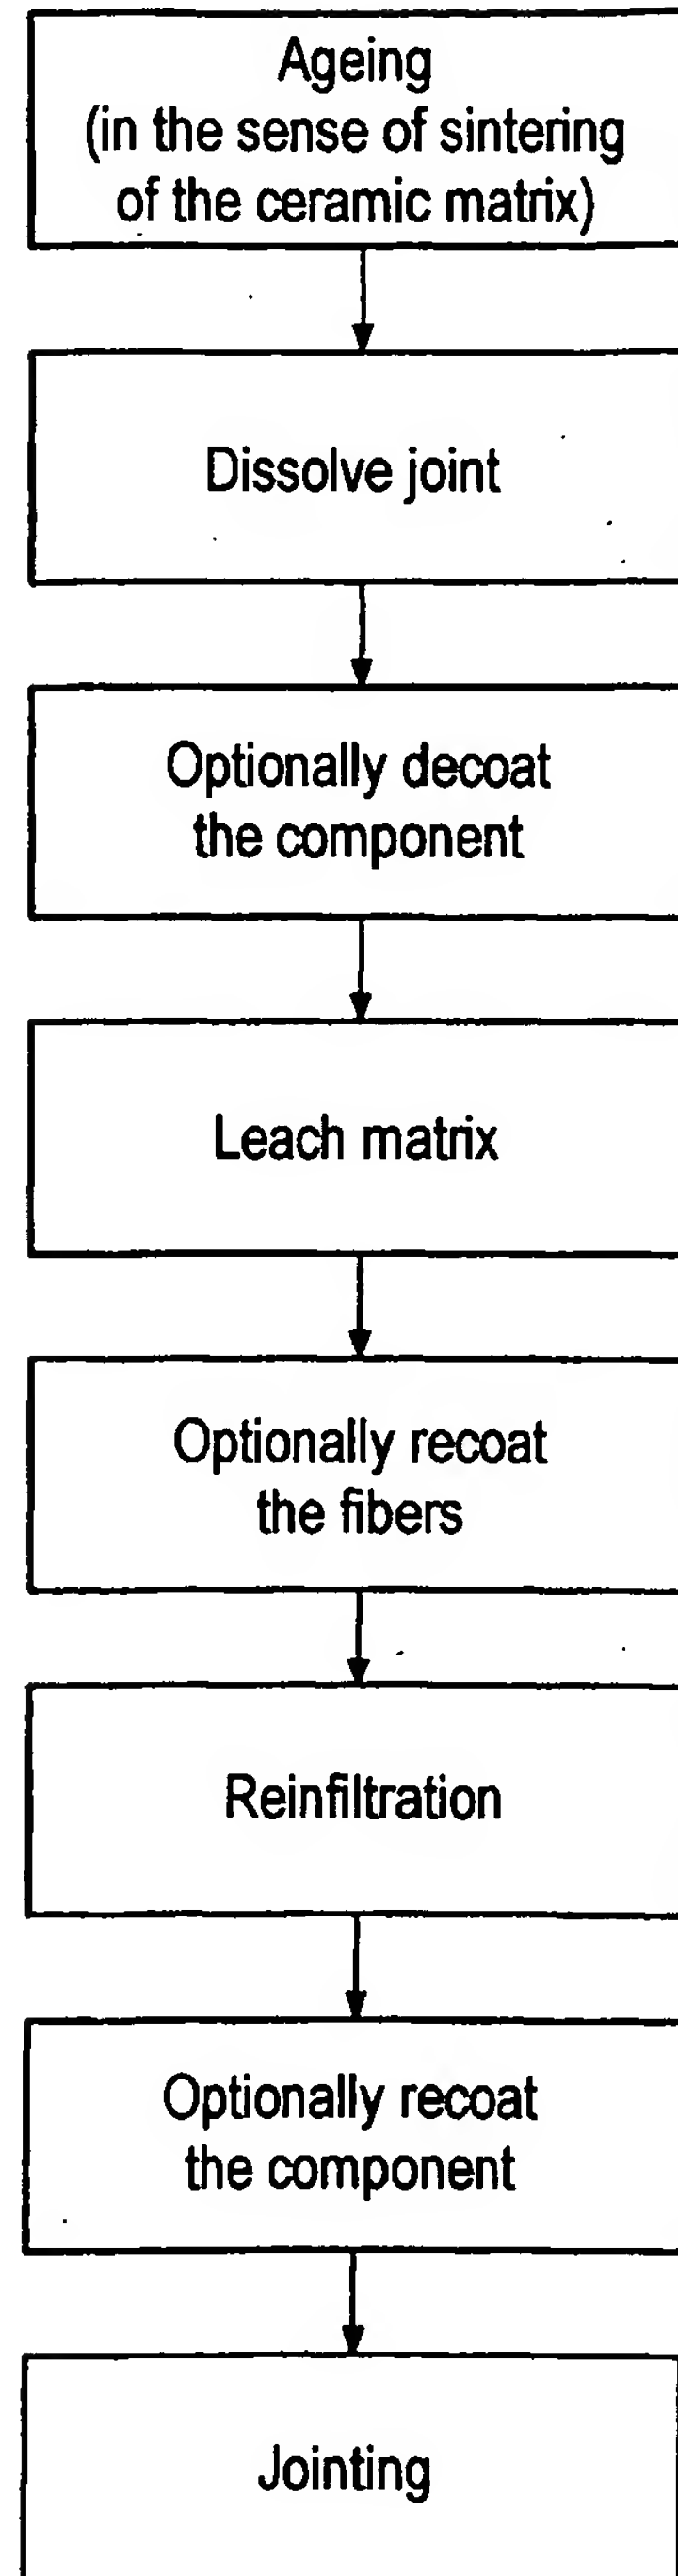 Ageing
(in the sense of sintering
of the ceramic matrix)
Dissolve joint
Optionally decoat
the component
Leach matrix
Optionally recoat
the fibers
Reinfiltration
Optionally recoat
the component
Jointing